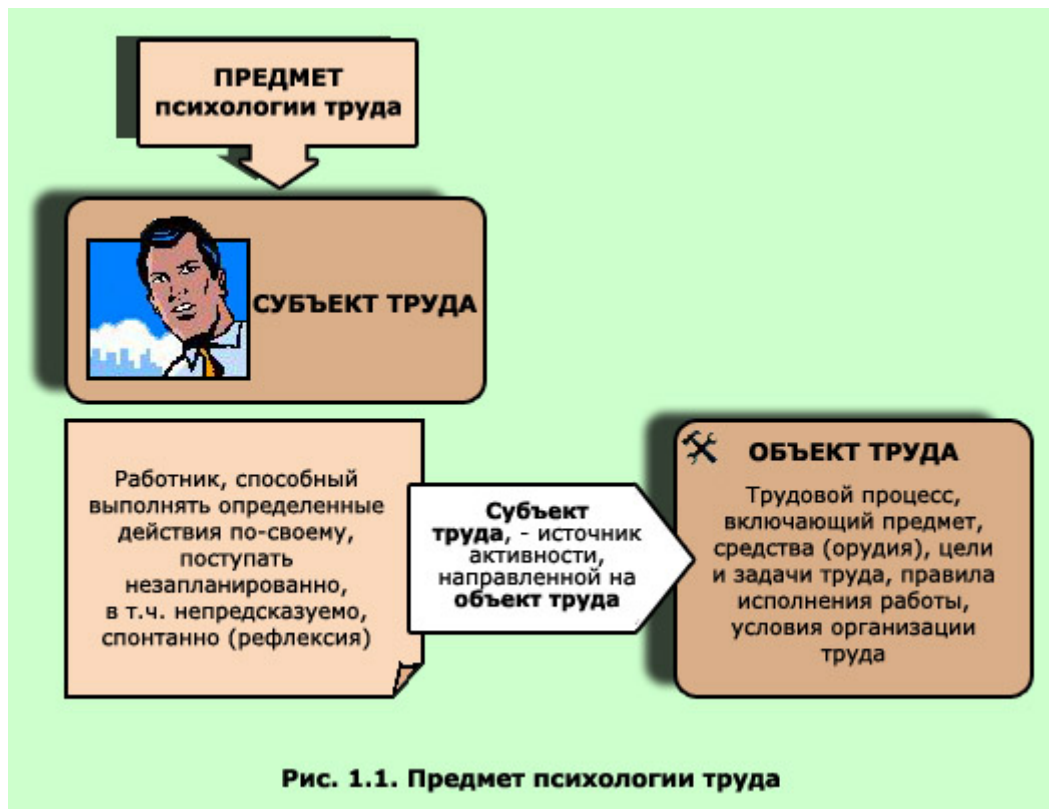 ПРЕДМЕТ
психологии труда
СУБЪЕКТ ТРУДА
Работник, способный
выполнять определенные
действия по-своему,
поступать
незапланированно,
в т.ч. непредсказуемо,
спонтанно (рефлексия)
Субъект
труда, - источник
активности,
направленной на
объект труда
ОБЪЕКТ ТРУДА
Трудовой процесс,
включающий предмет,
средства (орудия), цели
и задачи труда, правила
исполнения работы,
условия организации
труда
Рис. 1.1. Предмет психологии труда